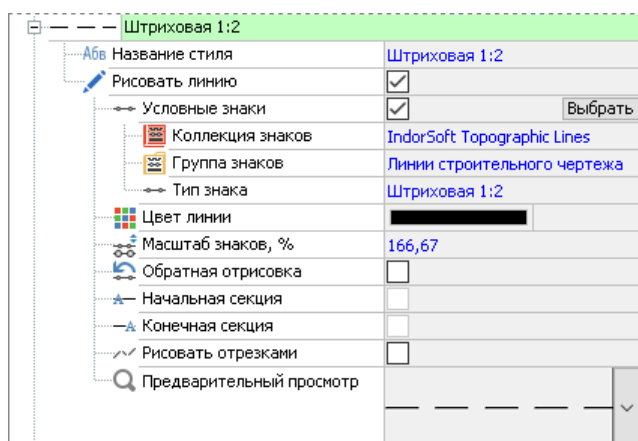 Штриховая 1:2
Абв Название стиля Штриховая 1:2
Рисовать линию
Условные знаки Выбрать
Коллекция знаков IndorSoft Topographic Lines
Группа знаков Линии строительного чертежа
Тип знака Штриховая 1:2
Цвет линии
Масштаб знаков, % 166,67
Обратная отрисовка
А Начальная секция
А Конечная секция
Рисовать отрезками
Предварительный просмотр